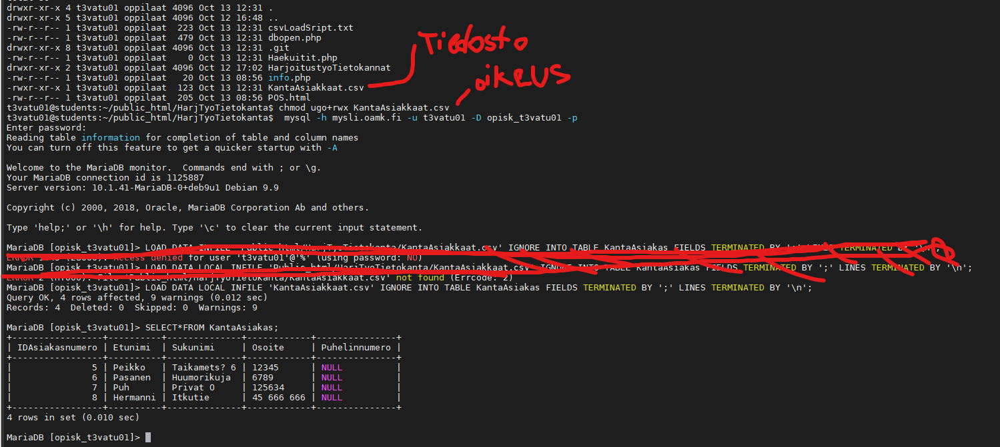 drwxr-xr-x 4 t3vatu01 oppilaat 4096 Oct 13 12:31 .
drwxr-xr-x 5 t3vatu01 oppilaat 4096 Oct 12 16:48 ..
-rw-r--r-- 1 t3vatu01 oppilaat  223 Oct 13 12:31 csvLoadSript.txt
-rw-r--r-- 1 t3vatu01 oppilaat  479 Oct 13 12:31 dbopen.php
drwxr-xr-x 8 t3vatu01 oppilaat 4096 Oct 13 12:31 .git
-rw-r--r-- 1 t3vatu01 oppilaat    0 Oct 13 12:31 Haekuitit.php
drwxr-xr-x 2 t3vatu01 oppilaat 4096 Oct 12 17:02 HarjoitustyoTietokannat
-rw-r--r-- 1 t3vatu01 oppilaat   20 Oct 13 08:56 info.php
-rwxr-xr-x 1 t3vatu01 oppilaat  123 Oct 13 12:31 KantaAsiakkaat.csv
-rw-r--r-- 1 t3vatu01 oppilaat  205 Oct 13 08:56 POS.html
Tiedosto
oikeus
t3vatu01@students:~/public_html/HarjTyoTietokanta$ chmod ugo+rwx KantaAsiakkaat.csv
t3vatu01@students:~/public_html/HarjTyoTietokanta$  mysql -h mysli.oamk.fi -u t3vatu01 -D opisk_t3vatu01 -p
Enter password:
Reading table information for completion of table and column names
You can turn off this feature to get a quicker startup with -A
Welcome to the MariaDB monitor.  Commands end with ; or \g.
Your MariaDB connection id is 1125887
Server version: 10.1.41-MariaDB-0+deb9u1 Debian 9.9
Copyright (c) 2000, 2018, Oracle, MariaDB Corporation Ab and others.
Type 'help;' or '\h' for help. Type '\c' to clear the current input statement.
MariaDB [opisk_t3vatu01]> LOAD DATA INFILE 'Public_html/HarjTyoTietokanta/KantaAsiakkaat.csv' IGNORE INTO TABLE KantaAsiakas FIELDS TERMINATED BY ';' LINES TERMINATED BY '\n';
Access denied for user 't3vatu01'@'%' (using password: NO)
MariaDB [opisk_t3vatu01]> LOAD DATA LOCAL INFILE 'Public_html/HarjTyoTietokanta/KantaAsiakkaat.csv' IGNORE INTO TABLE KantaAsiakas FIELDS TERMINATED BY ';' LINES TERMINATED BY '\n';
not found (Errcode: 2)
MariaDB [opisk_t3vatu01]> LOAD DATA LOCAL INFILE 'KantaAsiakkaat.csv' IGNORE INTO TABLE KantaAsiakas FIELDS TERMINATED BY ';' LINES TERMINATED BY '\n';
Query OK, 4 rows affected, 9 warnings (0.012 sec)
Records: 4  Deleted: 0  Skipped: 0  Warnings: 9
MariaDB [opisk_t3vatu01]> SELECT*FROM KantaAsiakas;
| IDAsiakasnumero | Etunimi  | Sukunimi     | Osoite     | Puhelinnumero |
|               5 | Peikko   | Taikamets? 6 | 12345      | NULL          |
|               6 | Pasanen  | Huumorikuja  | 6789       | NULL          |
|               7 | Puh      | Privat O     | 125634     | NULL          |
|               8 | Hermanni | Itkutie      | 45 666 666 | NULL          |
4 rows in set (0.010 sec)
MariaDB [opisk_t3vatu01]>